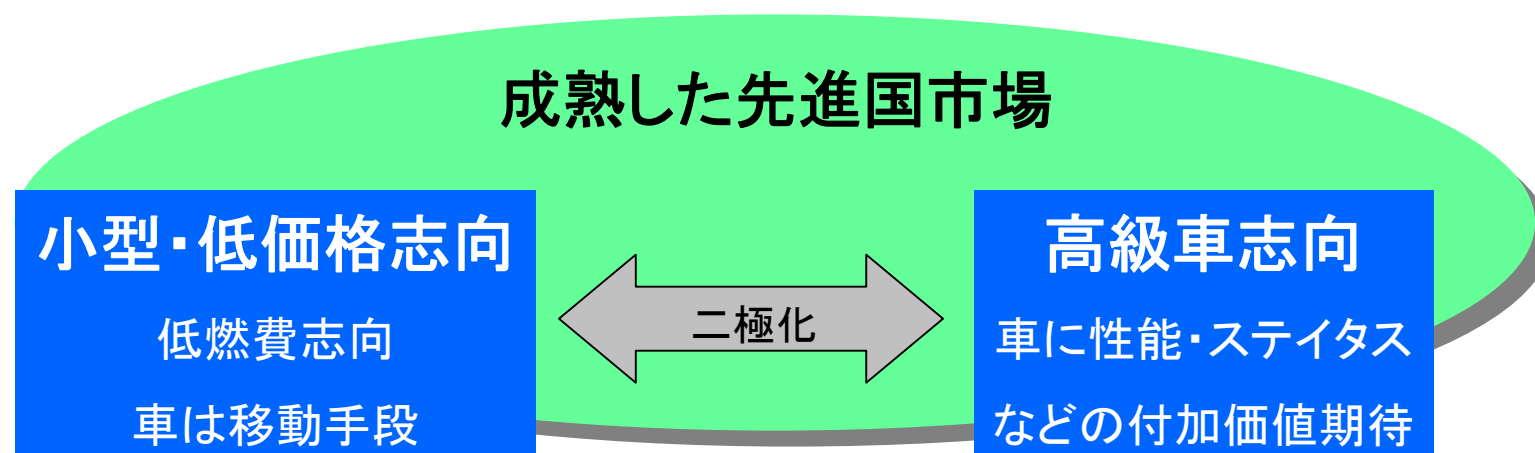 成熟した先進国市場
小型・低価格志向
低燃費志向
車は移動手段
二極化
高級車志向
車に性能・ステイタス
などの付加価値期待